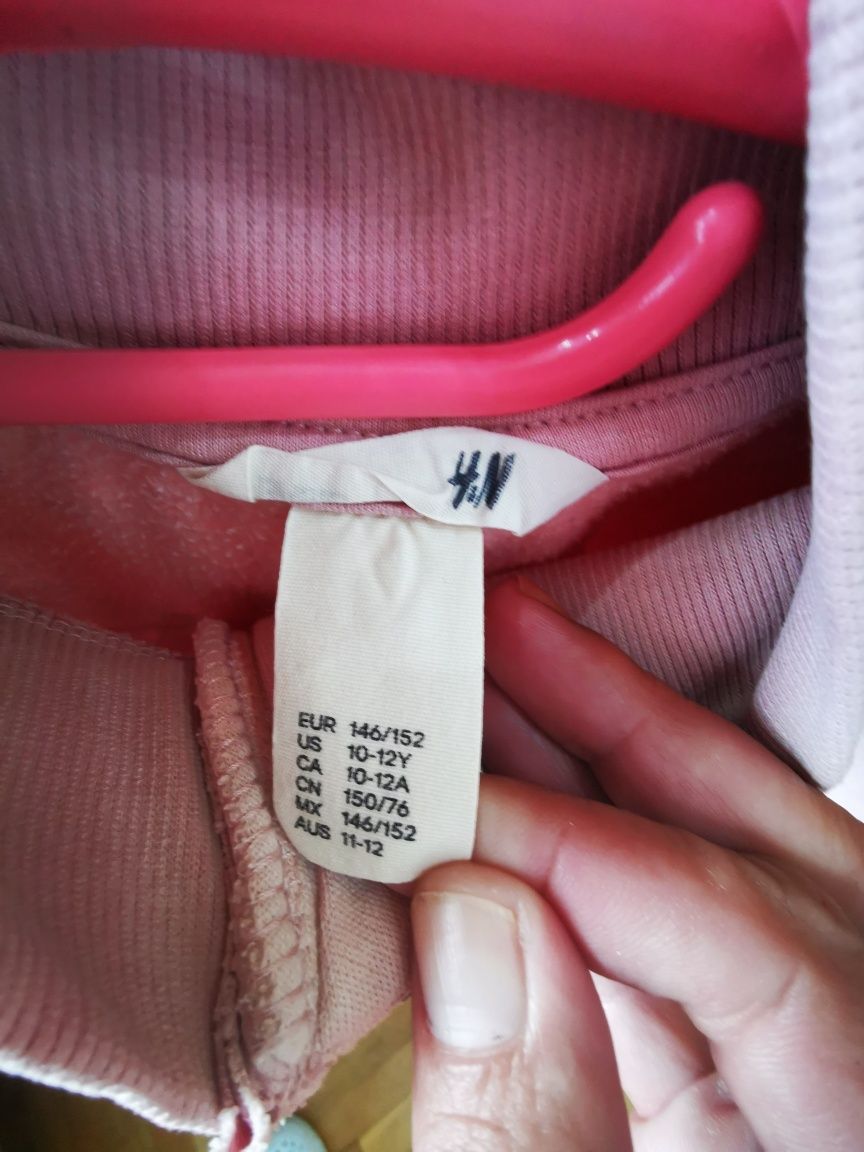 H.N
EUR 146/152
US 10-12Y
CA 10-12A
CN 150/76
MX 146/152
AUS 11-12